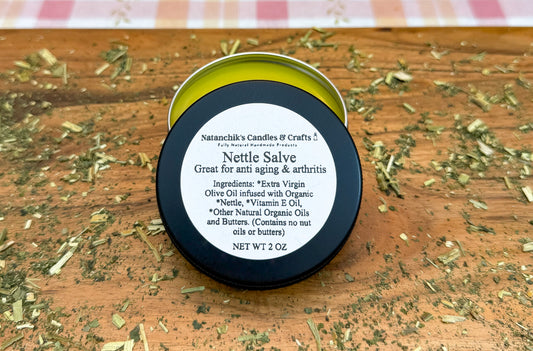 Natanchik's Candles & Crafts
Fully Natural Handmade Products
Nettle Salve
Great for anti aging & arthritis
Ingredients: *Extra Virgin
Olive Oil infused with Organic
*Nettle, *Vitamin E Oil,
*Other Natural Organic Oils
and Butters. (Contains no nut
oils or butters)
NET WT 2 OZ